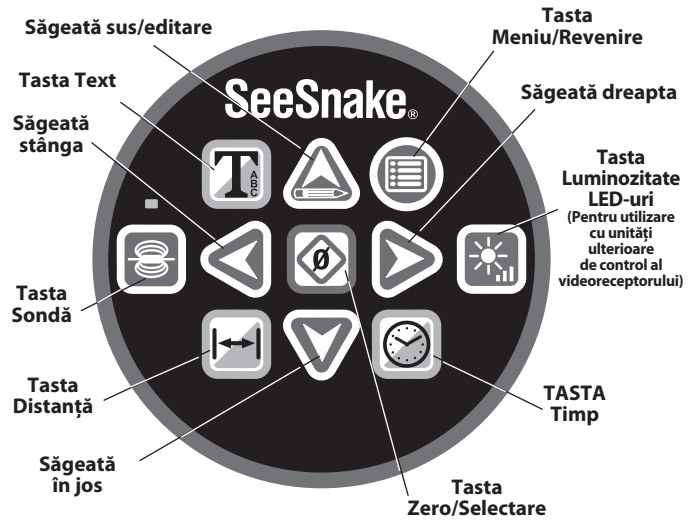 Săgeată sus/editare
Tasta
Meniu/Revenire
Tasta Text
Săgeată dreapta
Săgeată
stânga
SeeSnake®
T
A
B
C
Tasta
Luminozitate
LED-uri
(Pentru utilizare
cu unități
ulterioare
de control al
videoreceptorului)
Ø
Tasta
Sondă
Tasta
Distanță
TASTA
Timp
Săgeată
în jos
Tasta
Zero/Selectare